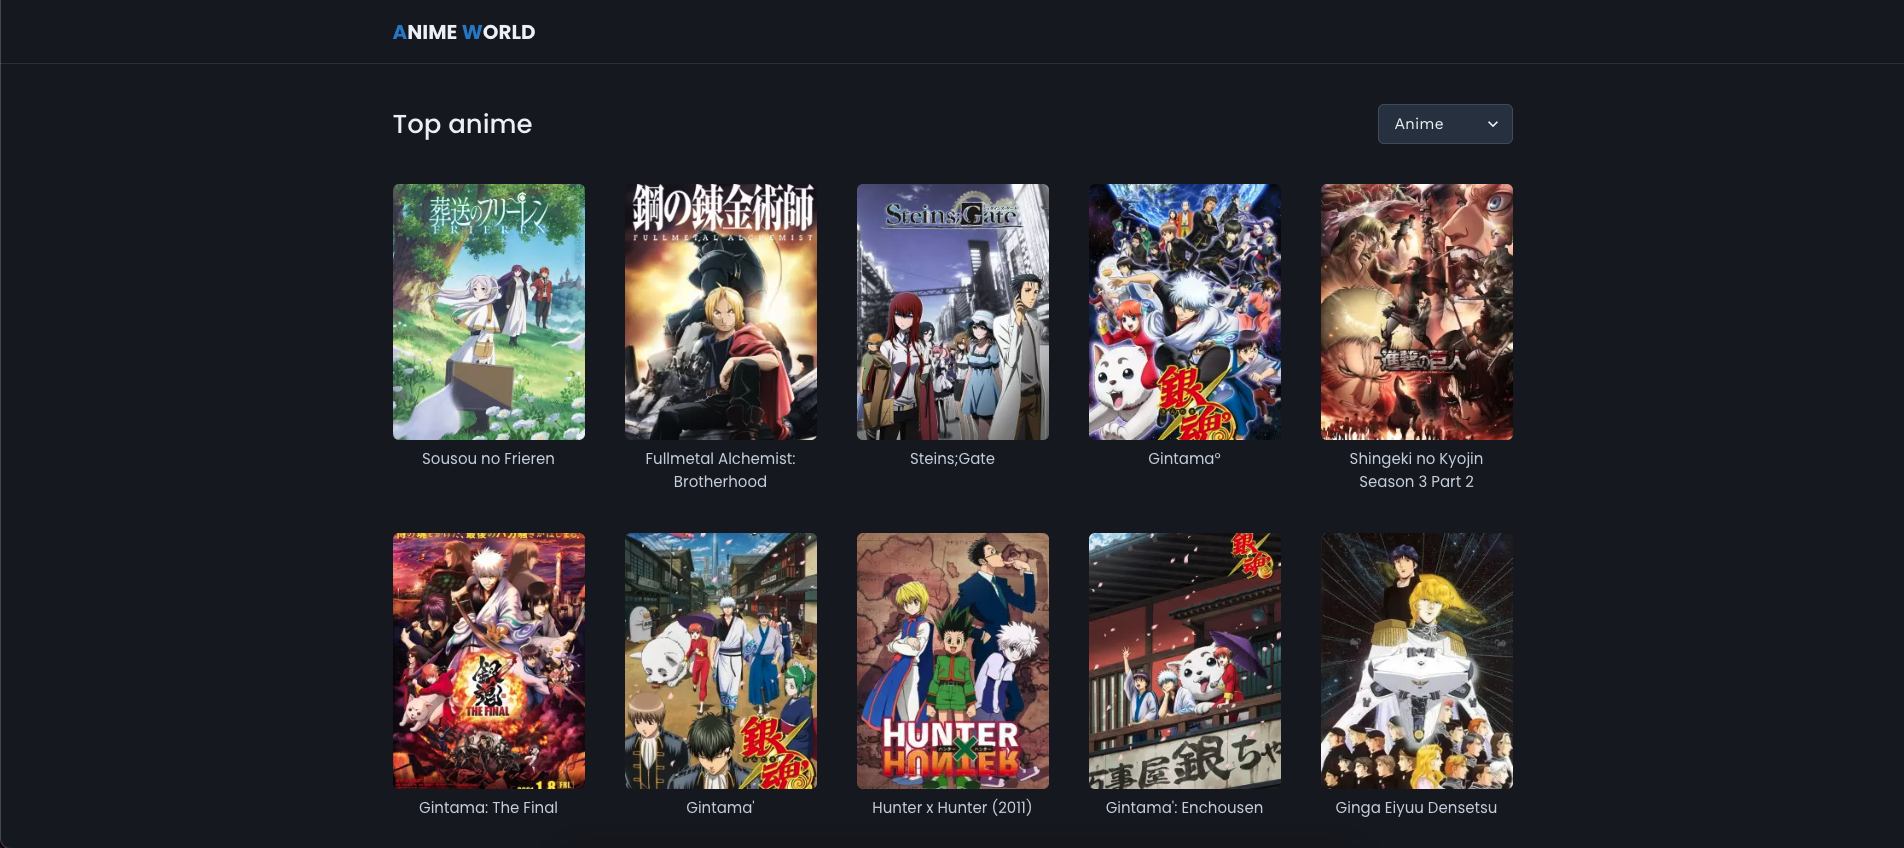 ANIME WORLD
Top anime
Anime
葬送のフリーレン
FRIEREN
鋼の錬金術師
FULLMETAL ALCHEMIST
Steins;Gate
銀魂°
進撃の巨人
Sousou no Frieren
Fullmetal Alchemist:
Brotherhood
Steins;Gate
Gintama°
Shingeki no Kyojin
Season 3 Part 2
銀魂
THE FINAL
1.8 FRI.
銀魂'
HUNTER
HUNTER
銀魂
万事屋銀ちゃ
Gintama: The Final
Gintama'
Hunter x Hunter (2011)
Gintama': Enchousen
Ginga Eiyuu Densetsu